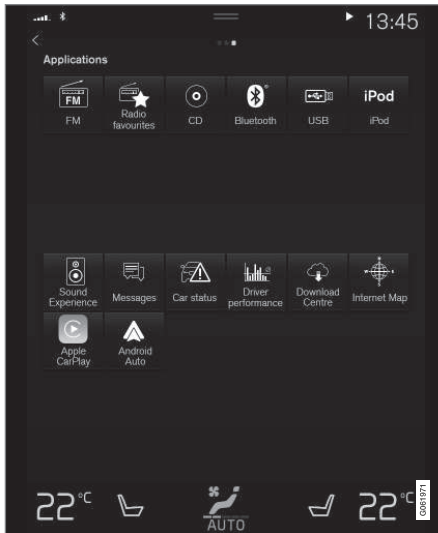 13:45
Applications
FM
FM
Radio
favourites
CD
Bluetooth
USB
iPod
iPod
Sound
Experience
Messages
Car status
Driver
performance
Download
Centre
Internet Map
Apple
CarPlay
Android
Auto
22°C
AUTO
22°C
G061971